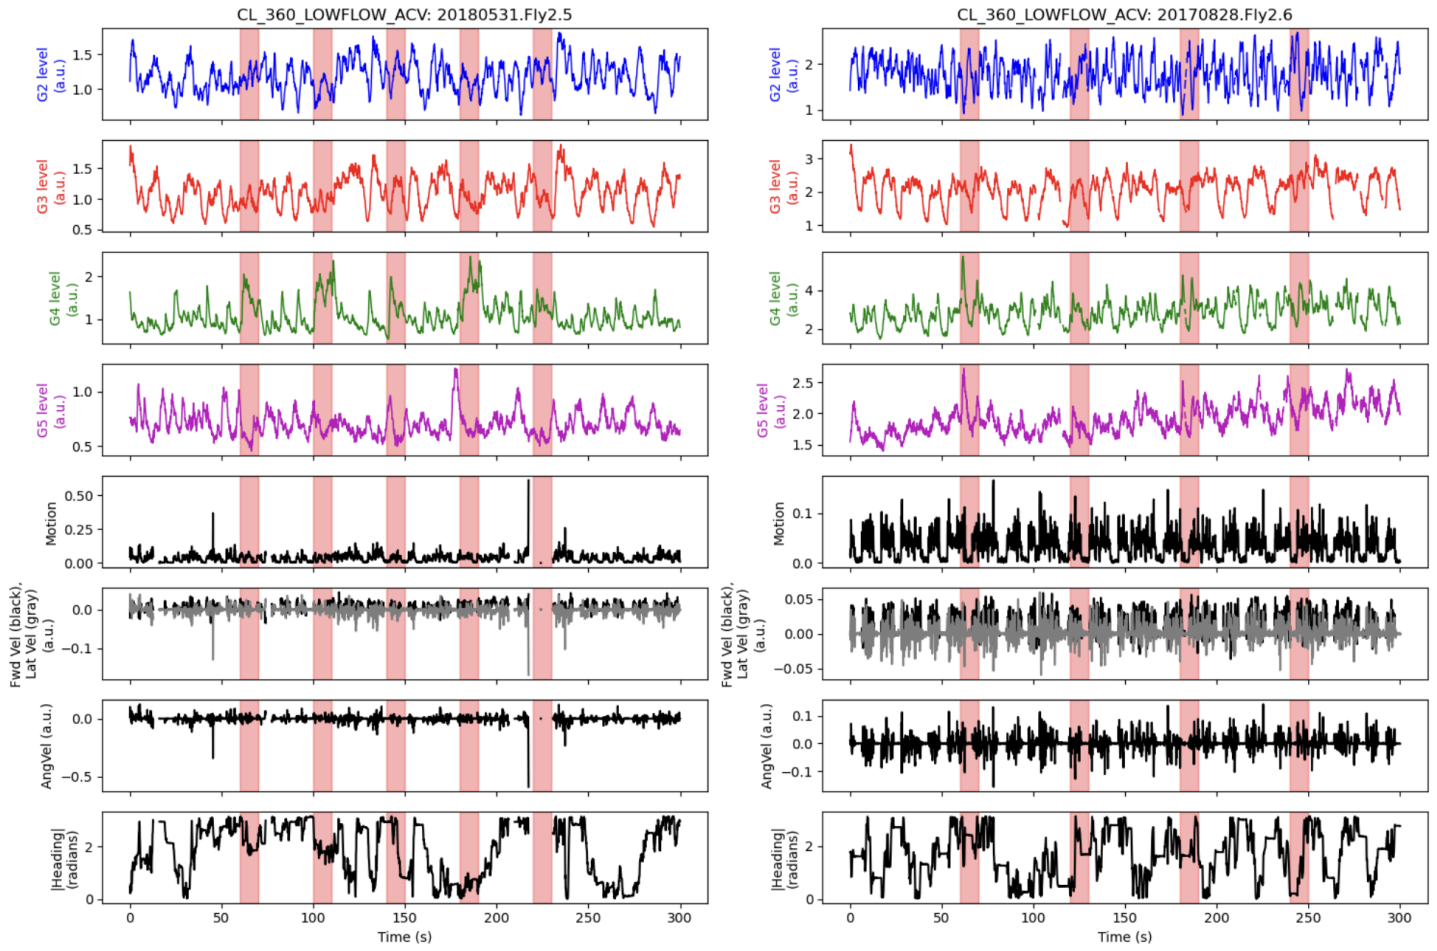 CL_360_LOWFLOW_ACV: 20180531.Fly2.5
G2 level
(a.u.)
1.5
1.0
G3 level
(a.u.)
1.5
1.0
0.5
G4 level
(a.u.)
2
1
G5 level
(a.u.)
1.0
0.5
Motion
0.50
0.25
0.00
Fwd Vel (black),
Lat Vel (gray)
(a.u.)
0.0
−0.1
AngVel (a.u.)
0.0
−0.5
|Heading|
(radians)
2
0
0 50 100 150 200 250 300
Time (s)
CL_360_LOWFLOW_ACV: 20170828.Fly2.6
G2 level
(a.u.)
2
1
G3 level
(a.u.)
3
2
1
G4 level
(a.u.)
4
2
G5 level
(a.u.)
2.5
2.0
1.5
Motion
0.1
0.0
Fwd Vel (black),
Lat Vel (gray)
(a.u.)
0.05
0.00
−0.05
AngVel (a.u.)
0.1
0.0
−0.1
|Heading|
(radians)
2
0
0 50 100 150 200 250 300
Time (s)